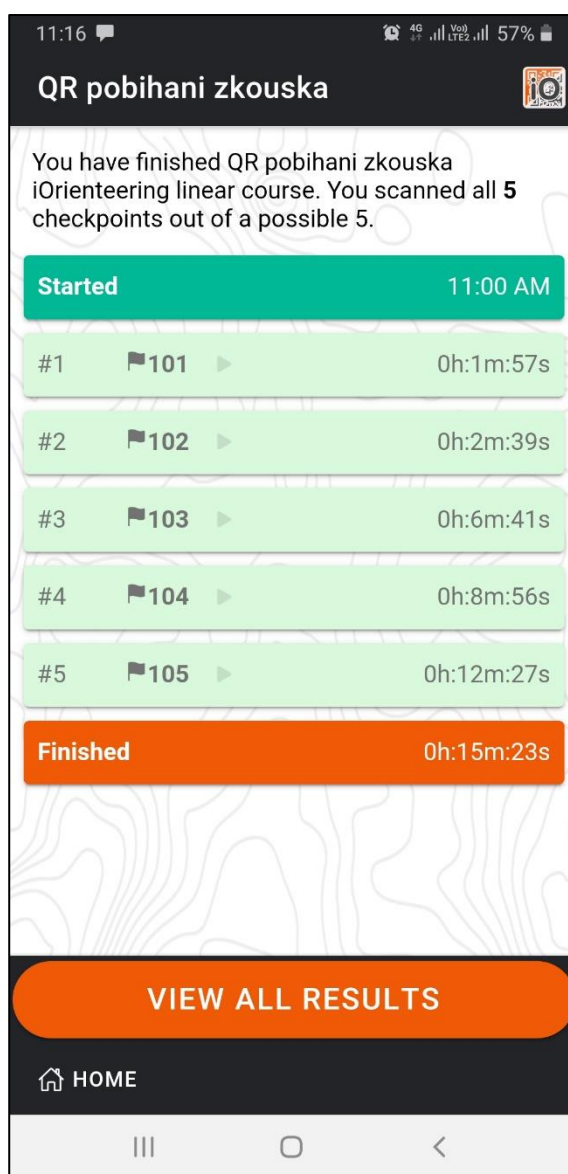 11:16 4G Vo)) LTE2 57%
QR pobihani zkouska iO
You have finished QR pobihani zkouska
iOrienteering linear course. You scanned all 5
checkpoints out of a possible 5.
Started 11:00 AM
#1 101 0h:1m:57s
#2 102 0h:2m:39s
#3 103 0h:6m:41s
#4 104 0h:8m:56s
#5 105 0h:12m:27s
Finished 0h:15m:23s
VIEW ALL RESULTS
HOME